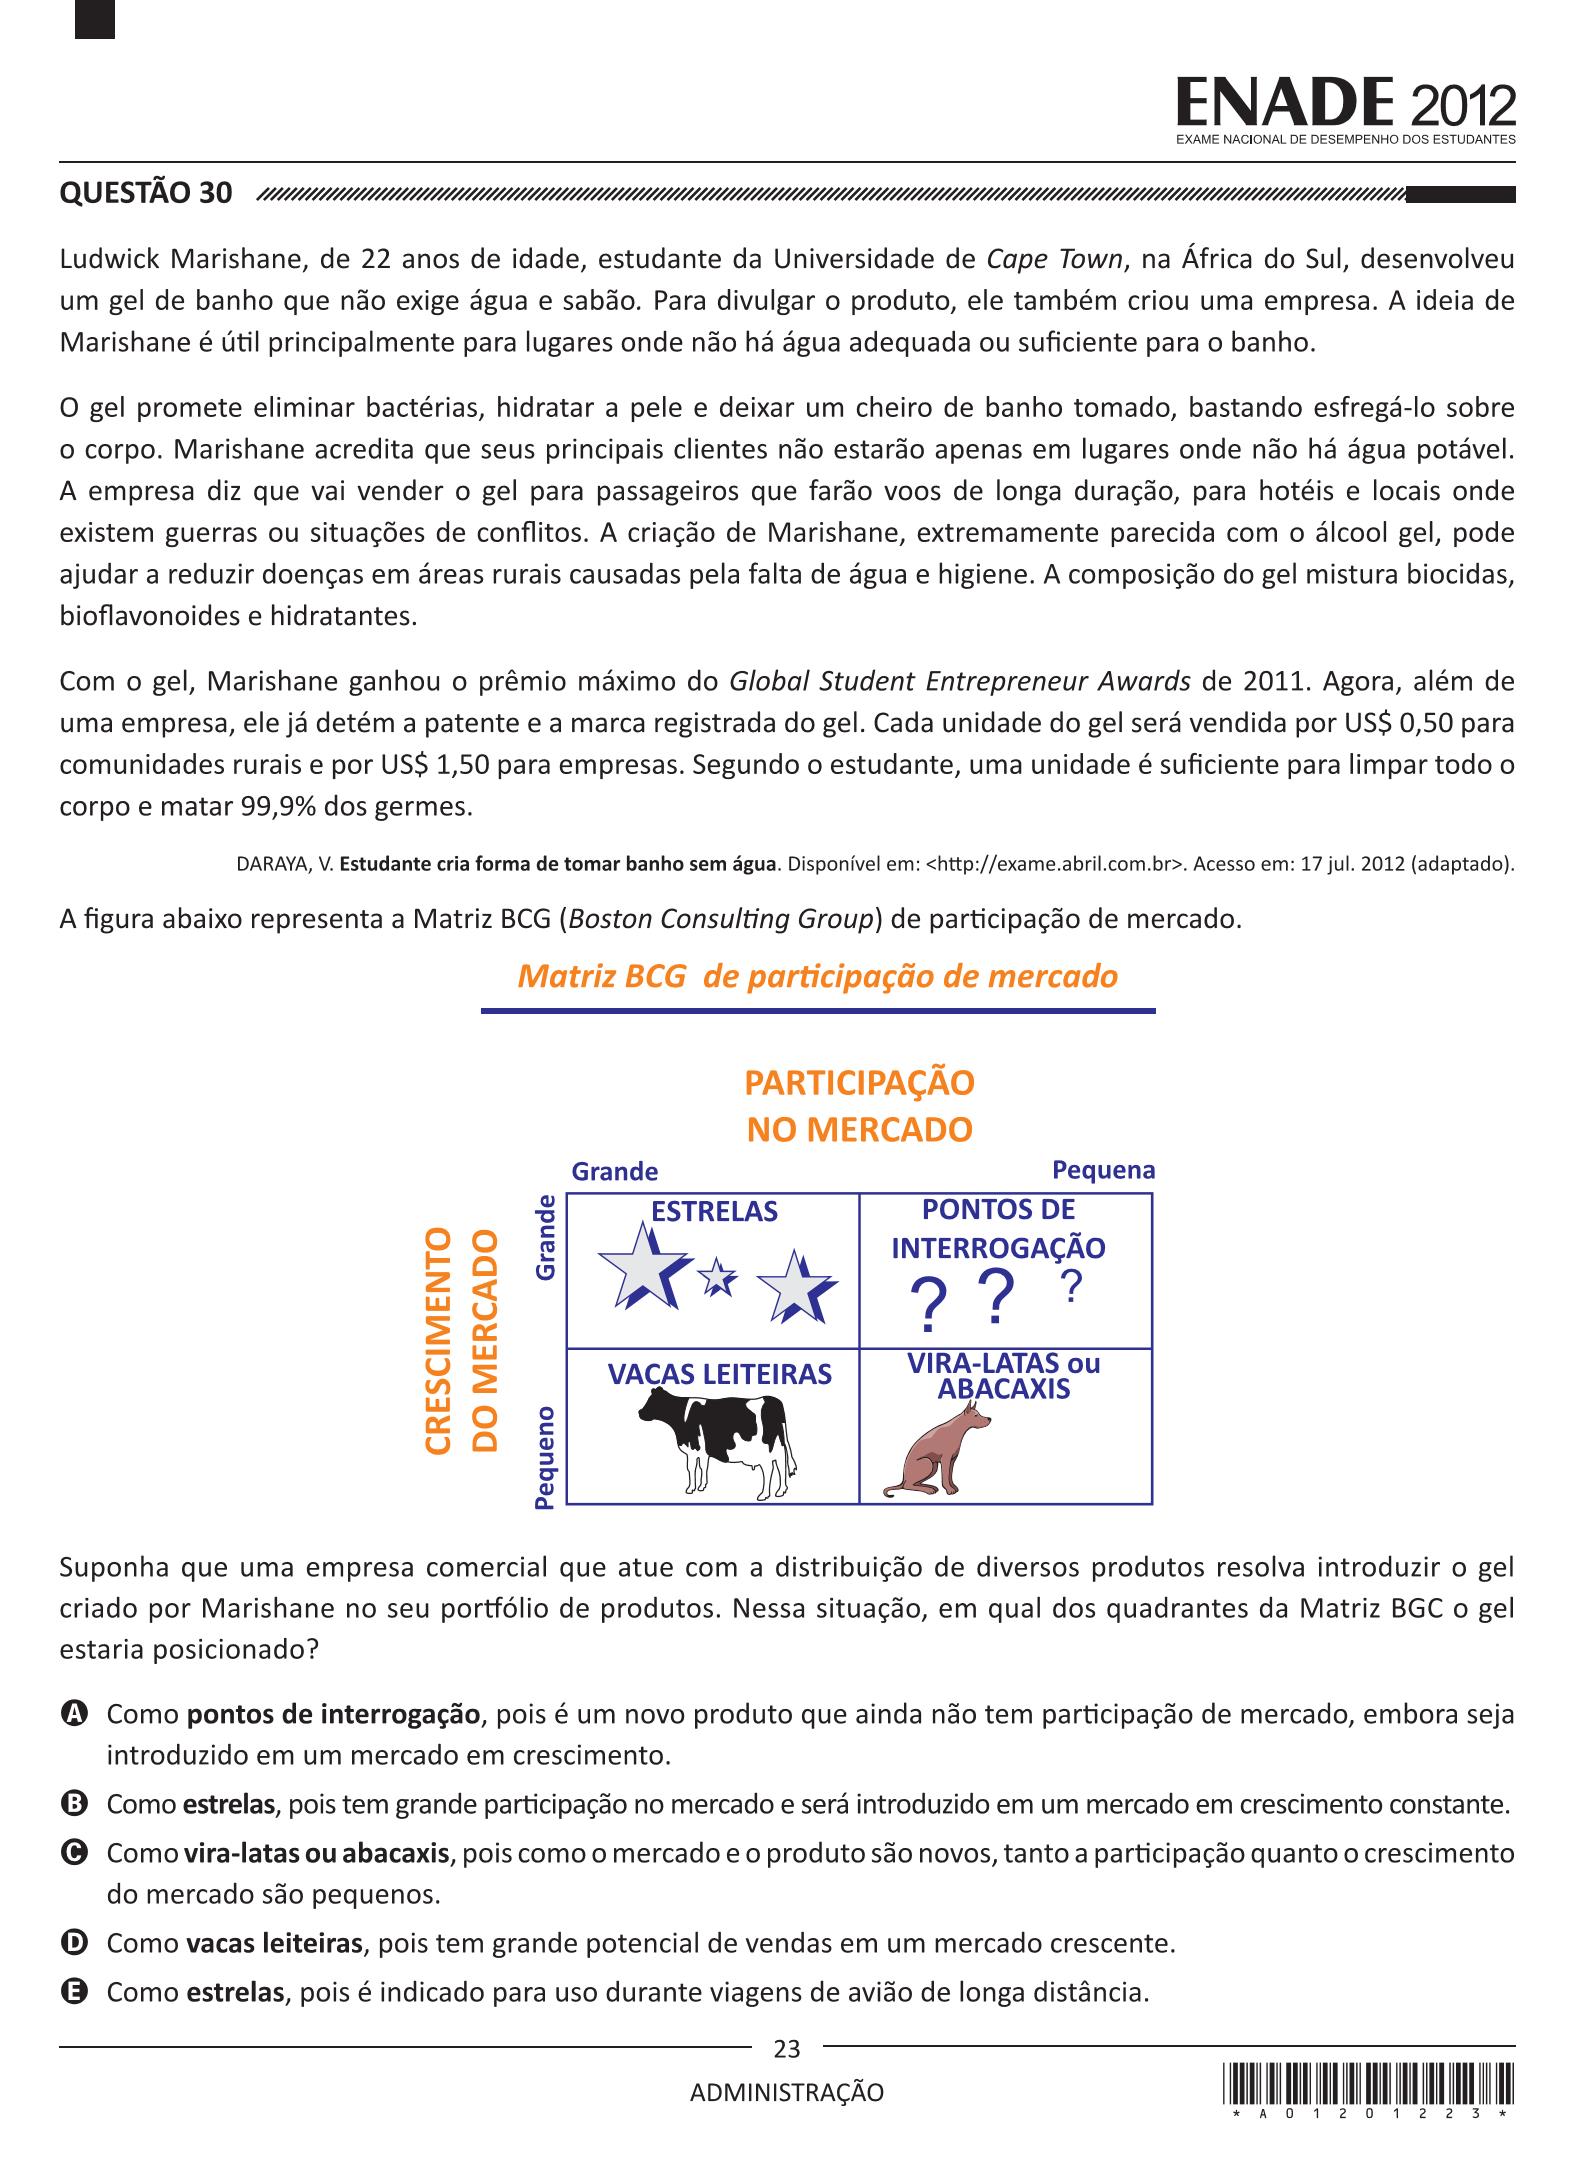 ENADE 2012
EXAME NACIONAL DE DESEMPENHO DOS ESTUDANTES
QUESTÃO 30
Ludwick Marishane, de 22 anos de idade, estudante da Universidade de Cape Town, na África do Sul, desenvolveu
um gel de banho que não exige água e sabão. Para divulgar o produto, ele também criou uma empresa. A ideia de
Marishane é útil principalmente para lugares onde não há água adequada ou suficiente para o banho.
O gel promete eliminar bactérias, hidratar a pele e deixar um cheiro de banho tomado, bastando esfregá-lo sobre
o corpo. Marishane acredita que seus principais clientes não estarão apenas em lugares onde não há água potável.
A empresa diz que vai vender o gel para passageiros que farão voos de longa duração, para hotéis e locais onde
existem guerras ou situações de conflitos. A criação de Marishane, extremamente parecida com o álcool gel, pode
ajudar a reduzir doenças em áreas rurais causadas pela falta de água e higiene. A composição do gel mistura biocidas,
bioflavonoides e hidratantes.
Com o gel, Marishane ganhou o prêmio máximo do Global Student Entrepreneur Awards de 2011. Agora, além de
uma empresa, ele já detém a patente e a marca registrada do gel. Cada unidade do gel será vendida por US$ 0,50 para
comunidades rurais e por US$ 1,50 para empresas. Segundo o estudante, uma unidade é suficiente para limpar todo o
corpo e matar 99,9% dos germes.
DARAYA, V. Estudante cria forma de tomar banho sem água. Disponível em: <http://exame.abril.com.br>. Acesso em: 17 jul. 2012 (adaptado).
A figura abaixo representa a Matriz BCG (Boston Consulting Group) de participação de mercado.
Matriz BCG de participação de mercado
PARTICIPAÇÃO
NO MERCADO
Grande Pequena
CRESCIMENTO
DO MERCADO
Grande
ESTRELAS
PONTOS DE
INTERROGAÇÃO
? ? ?
Pequeno
VACAS LEITEIRAS
VIRA-LATAS ou
ABACAXIS
Suponha que uma empresa comercial que atue com a distribuição de diversos produtos resolva introduzir o gel
criado por Marishane no seu portfólio de produtos. Nessa situação, em qual dos quadrantes da Matriz BGC o gel
estaria posicionado?
A Como pontos de interrogação, pois é um novo produto que ainda não tem participação de mercado, embora seja
introduzido em um mercado em crescimento.
B Como estrelas, pois tem grande participação no mercado e será introduzido em um mercado em crescimento constante.
C Como vira-latas ou abacaxis, pois como o mercado e o produto são novos, tanto a participação quanto o crescimento
do mercado são pequenos.
D Como vacas leiteiras, pois tem grande potencial de vendas em um mercado crescente.
E Como estrelas, pois é indicado para uso durante viagens de avião de longa distância.
23
ADMINISTRAÇÃO
* A 0 1 2 0 1 2 2 3 *